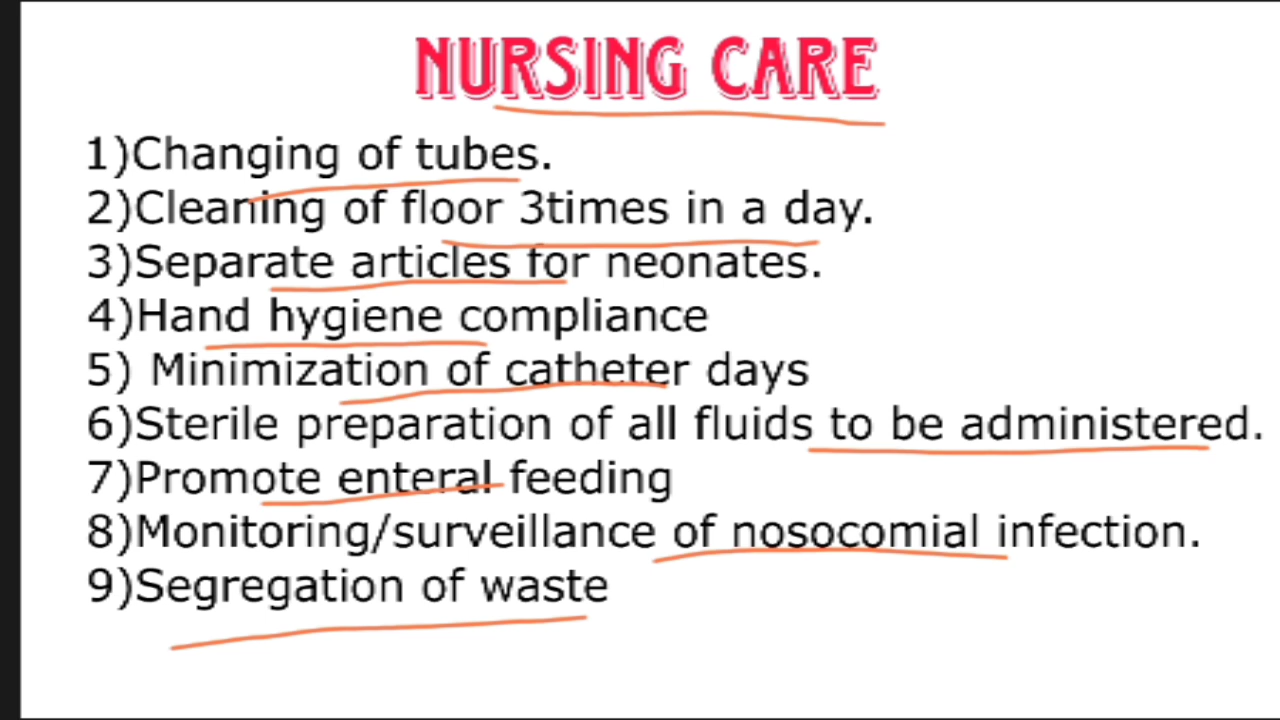 NURSING CARE
1)Changing of tubes.
2)Cleaning of floor 3times in a day.
3)Separate articles for neonates.
4)Hand hygiene compliance
5) Minimization of catheter days
6)Sterile preparation of all fluids to be administered.
7)Promote enteral feeding
8)Monitoring/surveillance of nosocomial infection.
9)Segregation of waste